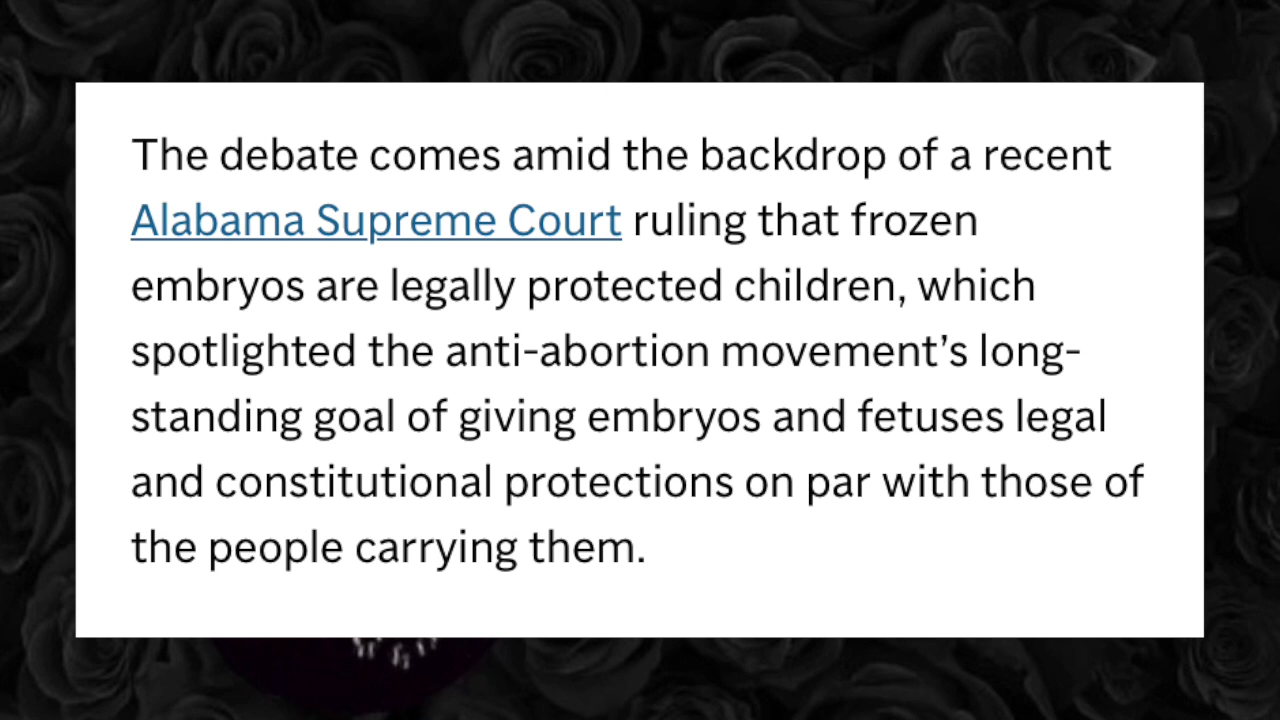 The debate comes amid the backdrop of a recent
Alabama Supreme Court ruling that frozen
embryos are legally protected children, which
spotlighted the anti-abortion movement’s long-
standing goal of giving embryos and fetuses legal
and constitutional protections on par with those of
the people carrying them.